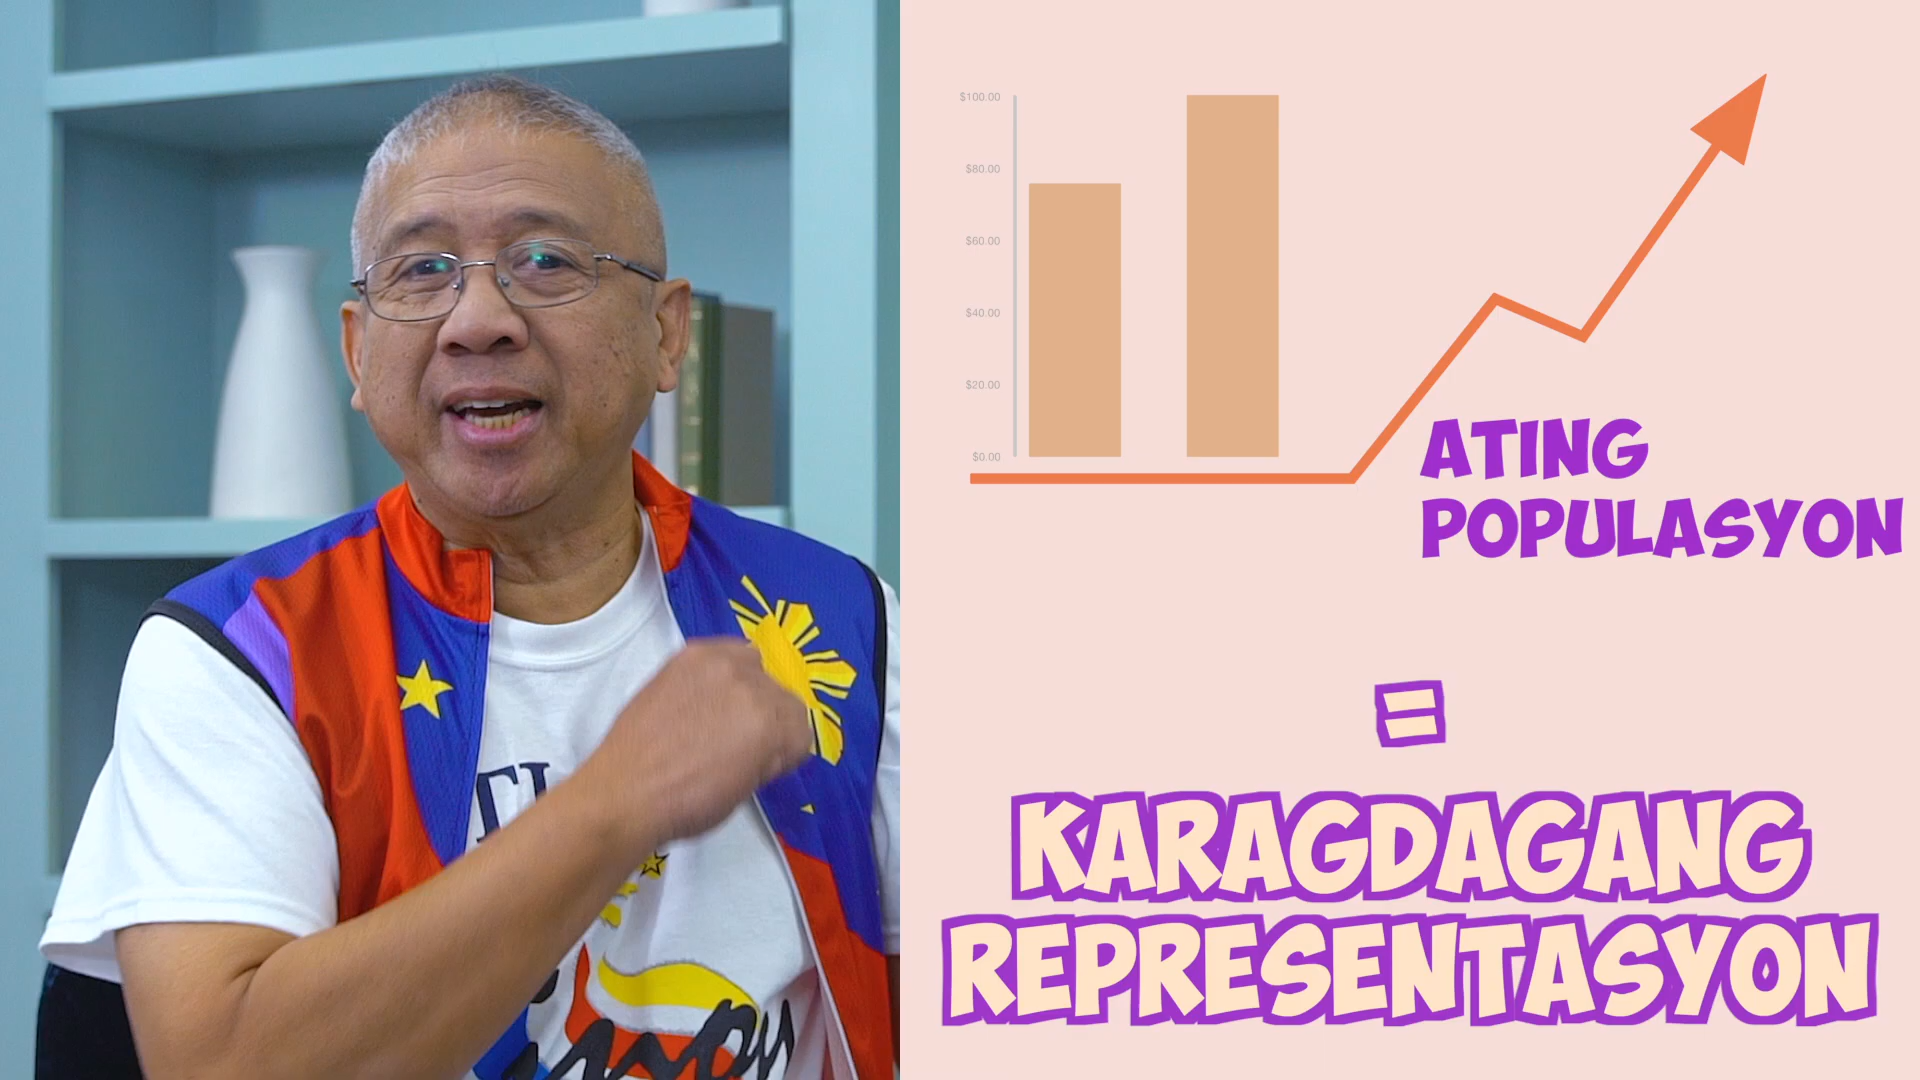 $100.00
$80.00
$60.00
$40.00
$20.00
$0.00
ATING
POPULASYON
=
KARAGDAGANG
REPRESENTASYON